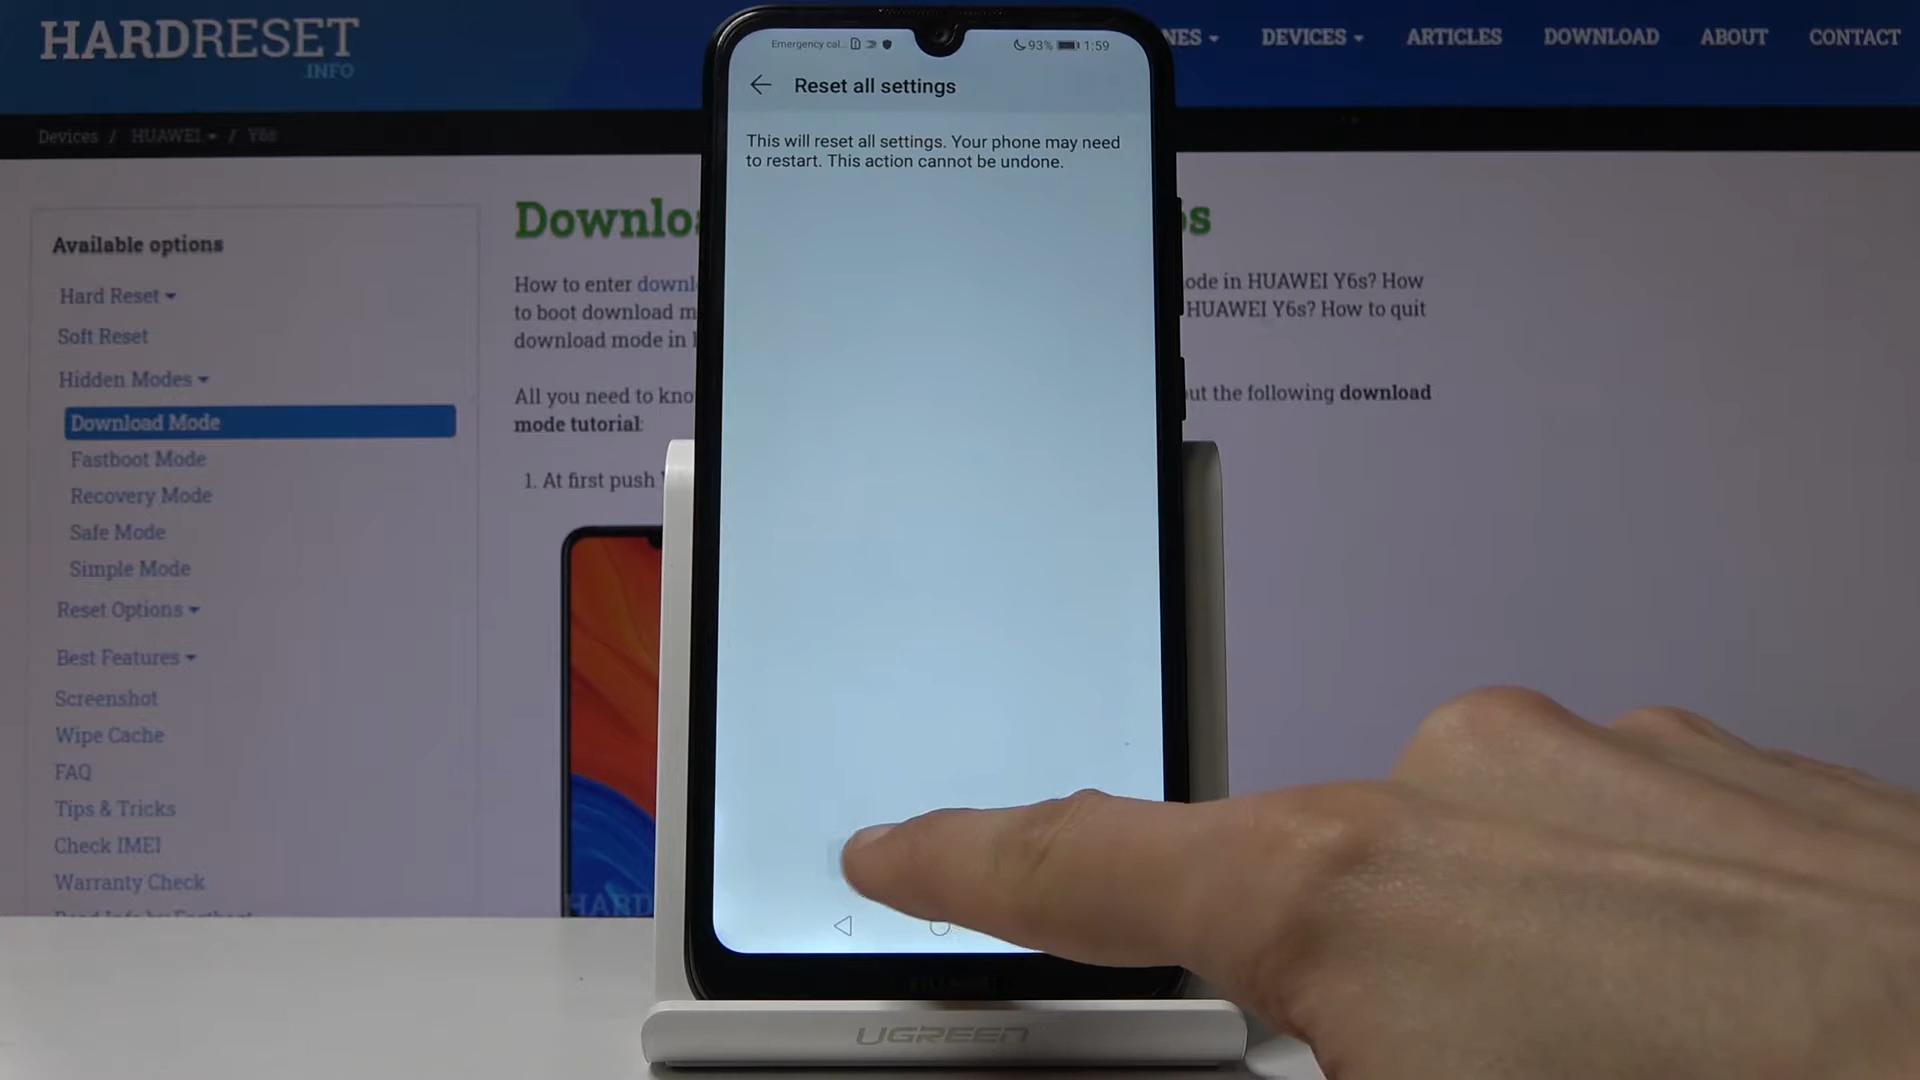 HARDRESET
.INFO
NES
DEVICES
ARTICLES
DOWNLOAD
ABOUT
CONTACT
Devices / HUAWEI / Y6s
Available options
Hard Reset
Soft Reset
Hidden Modes
Download Mode
Fastboot Mode
Recovery Mode
Safe Mode
Simple Mode
Reset Options
Best Features
Screenshot
Wipe Cache
FAQ
Tips & Tricks
Check IMEI
Warranty Check
Downlo
s
How to enter downl
ode in HUAWEI Y6s? How
to boot download m
HUAWEI Y6s? How to quit
download mode in
All you need to kno
ut the following download
mode tutorial:
1. At first push
HARD
Emergency cal...
93%
1:59
Reset all settings
This will reset all settings. Your phone may need
to restart. This action cannot be undone.
UGREEN